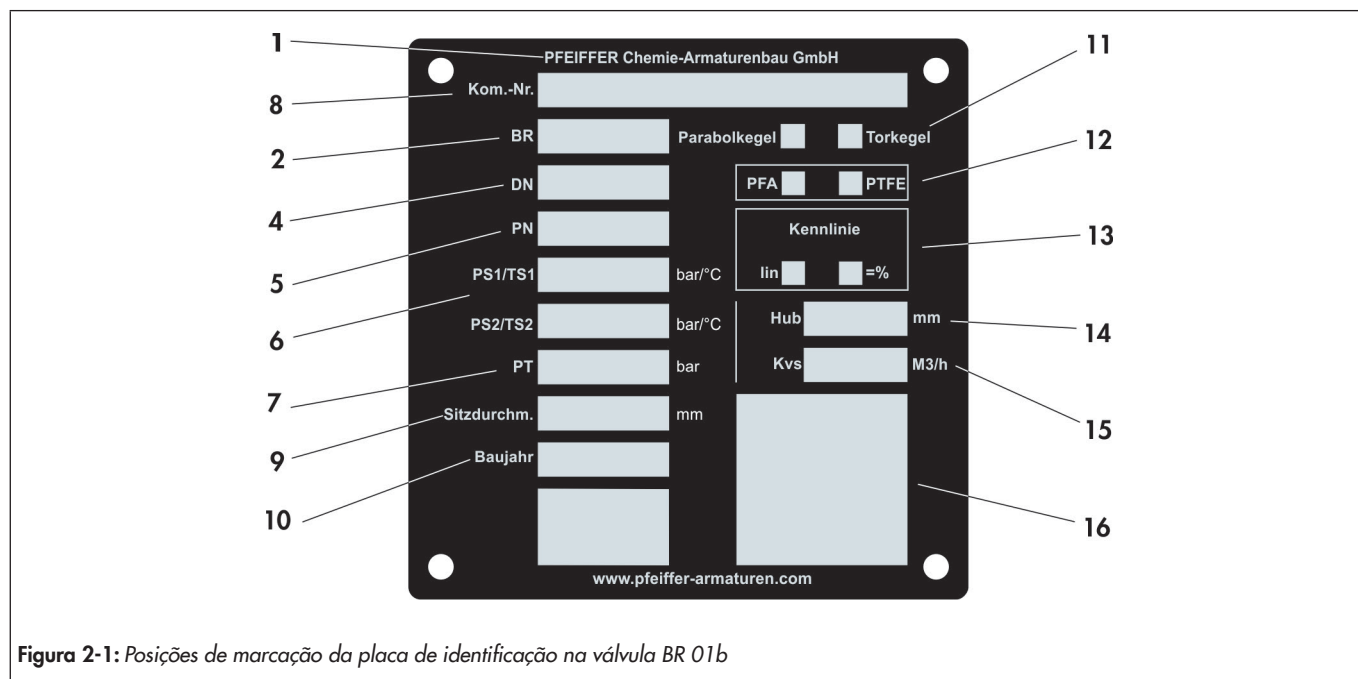 1
PFEIFFER Chemie-Armaturenbau GmbH
11
8
Kom.-Nr.
2
BR
Parabolkegel
Torkegel
12
4
DN
PFA
PTFE
5
PN
Kennlinie
13
6
PS1/TS1 bar/°C
lin
=%
PS2/TS2 bar/°C
Hub mm
14
7
PT bar
Kvs M3/h
15
9
Sitzdurchm. mm
10
Baujahr
16
www.pfeiffer-armaturen.com
Figura 2-1: Posições de marcação da placa de identificação na válvula BR 01b